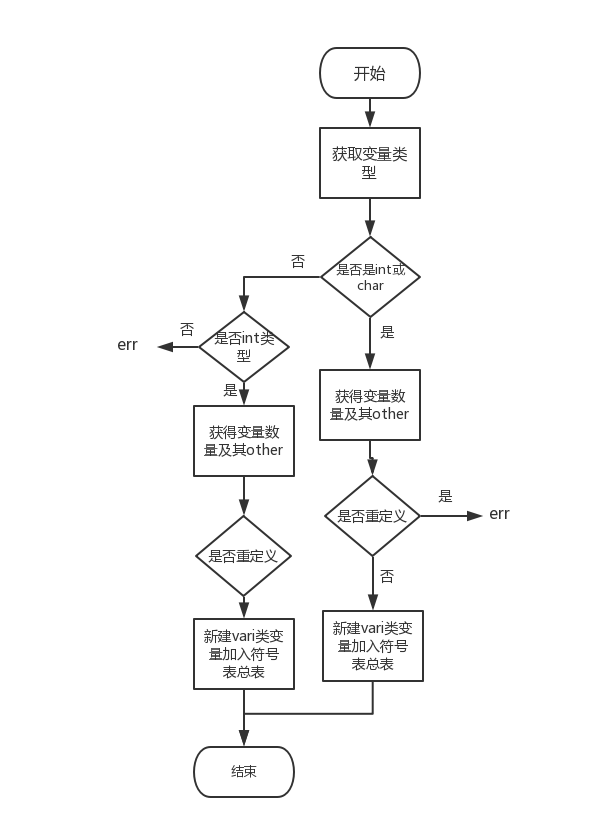 开始
获取变量类
型
否
是否是int或
char
否
是否int类
型
err
是
是
获得变量数
量及其other
获得变量数
量及其other
是
是否重定义
err
是否重定义
否
新建vari类变
量加入符号
表总表
新建vari类变
量加入符号
表总表
结束